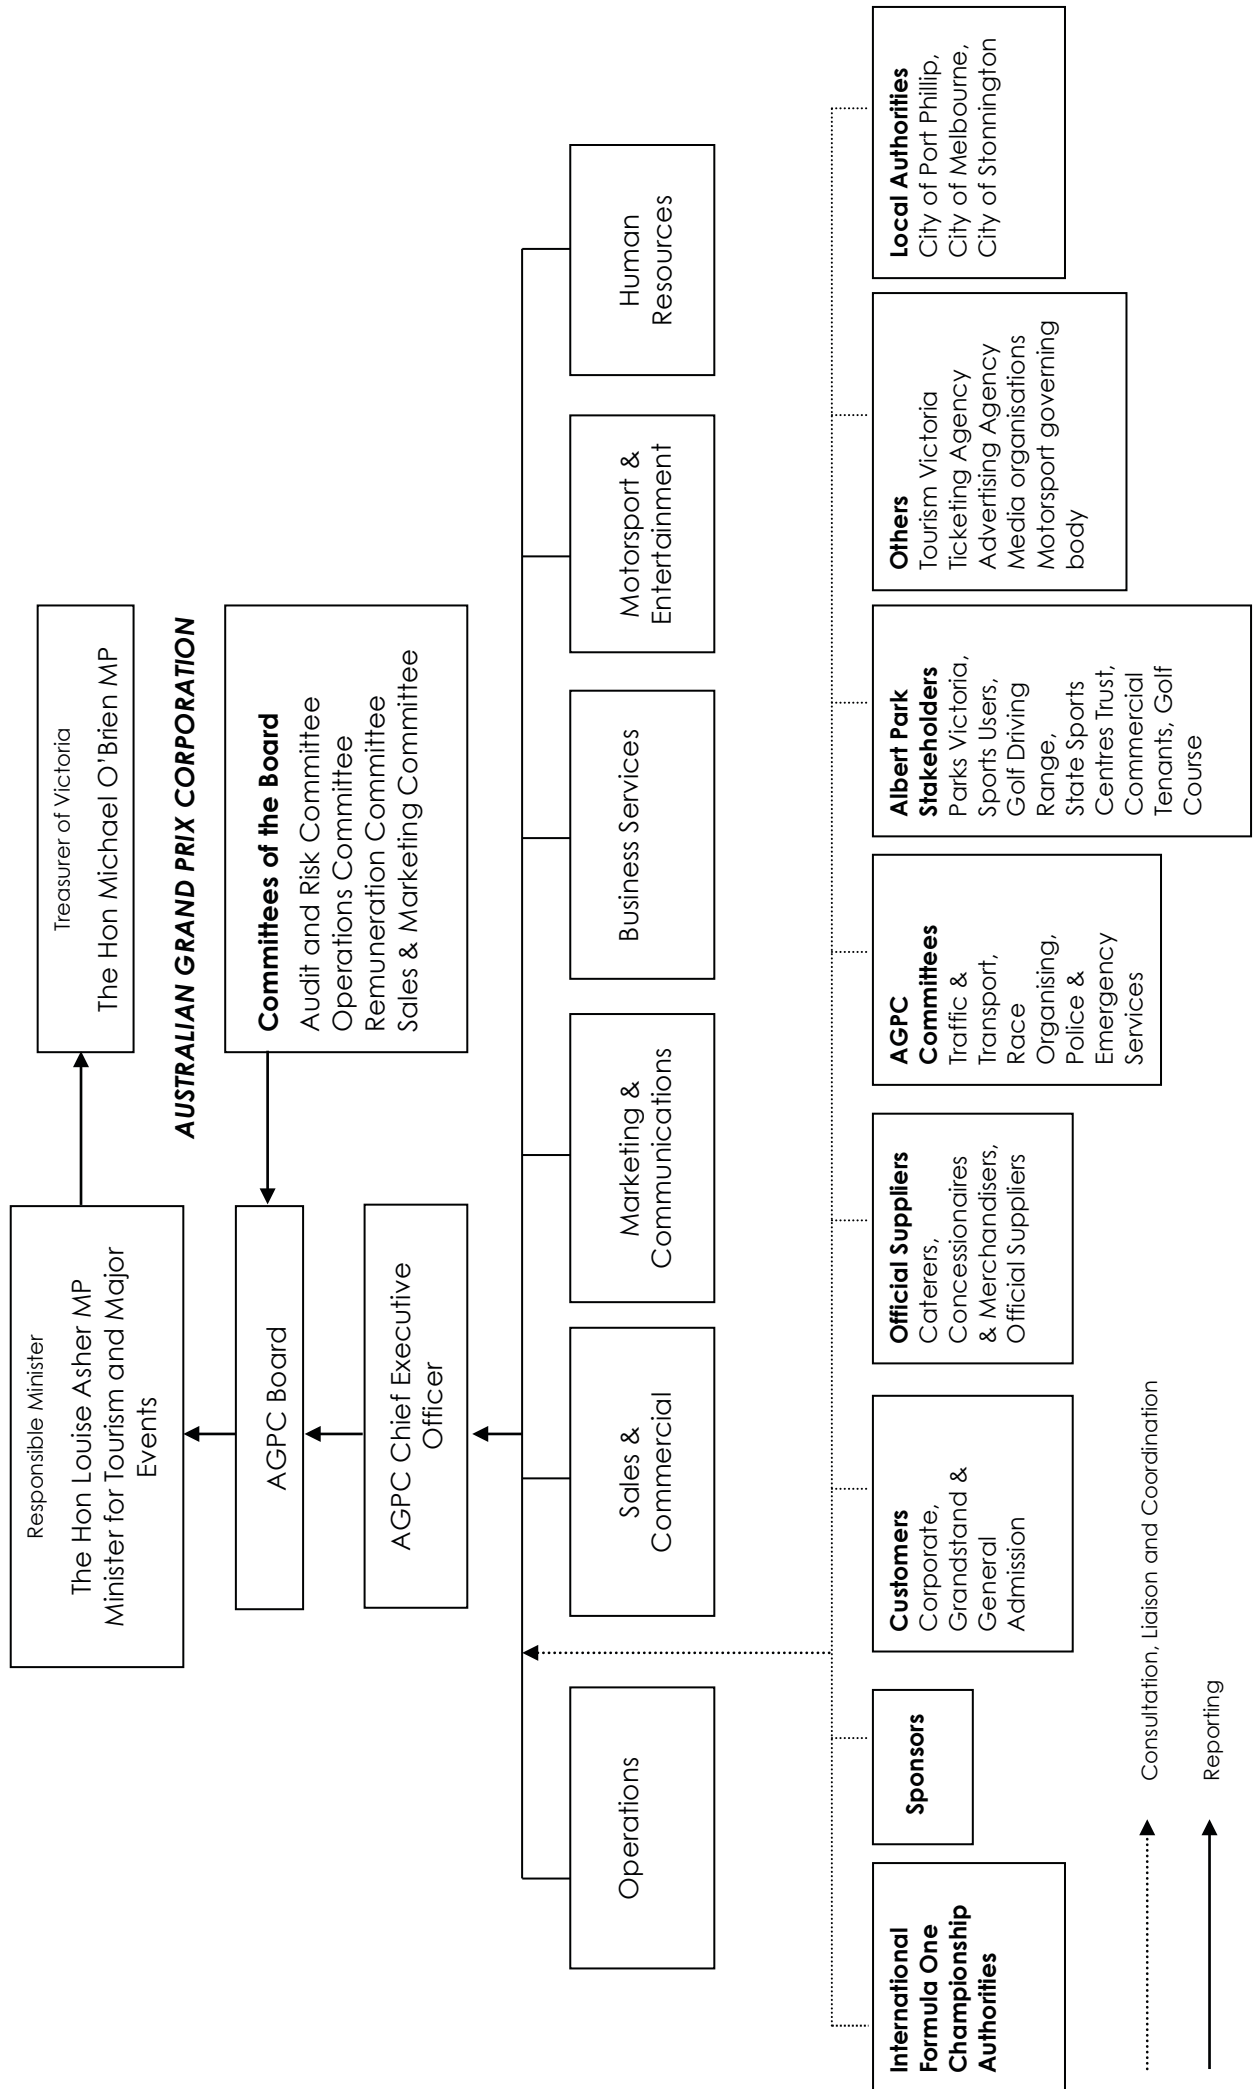 Responsible Minister
The Hon Louise Asher MP
Minister for Tourism and Major
Events
Treasurer of Victoria
The Hon Michael O'Brien MP
AUSTRALIAN GRAND PRIX CORPORATION
AGPC Board
Committees of the Board
Audit and Risk Committee
Operations Committee
Remuneration Committee
Sales & Marketing Committee
AGPC Chief Executive
Officer
Operations
Sales &
Commercial
Marketing &
Communications
Business Services
Motorsport &
Entertainment
Human
Resources
International
Formula One
Championship
Authorities
Sponsors
Customers
Corporate,
Grandstand &
General
Admission
Official Suppliers
Caterers,
Concessionaires
& Merchandisers,
Official Suppliers
AGPC
Committees
Traffic &
Transport,
Race
Organising,
Police &
Emergency
Services
Albert Park
Stakeholders
Parks Victoria,
Sports Users,
Golf Driving
Range,
State Sports
Centres Trust,
Commercial
Tenants, Golf
Course
Others
Tourism Victoria
Ticketing Agency
Advertising Agency
Media organisations
Motorsport governing
body
Local Authorities
City of Port Phillip,
City of Melbourne,
City of Stonnington
Consultation, Liaison and Coordination
Reporting